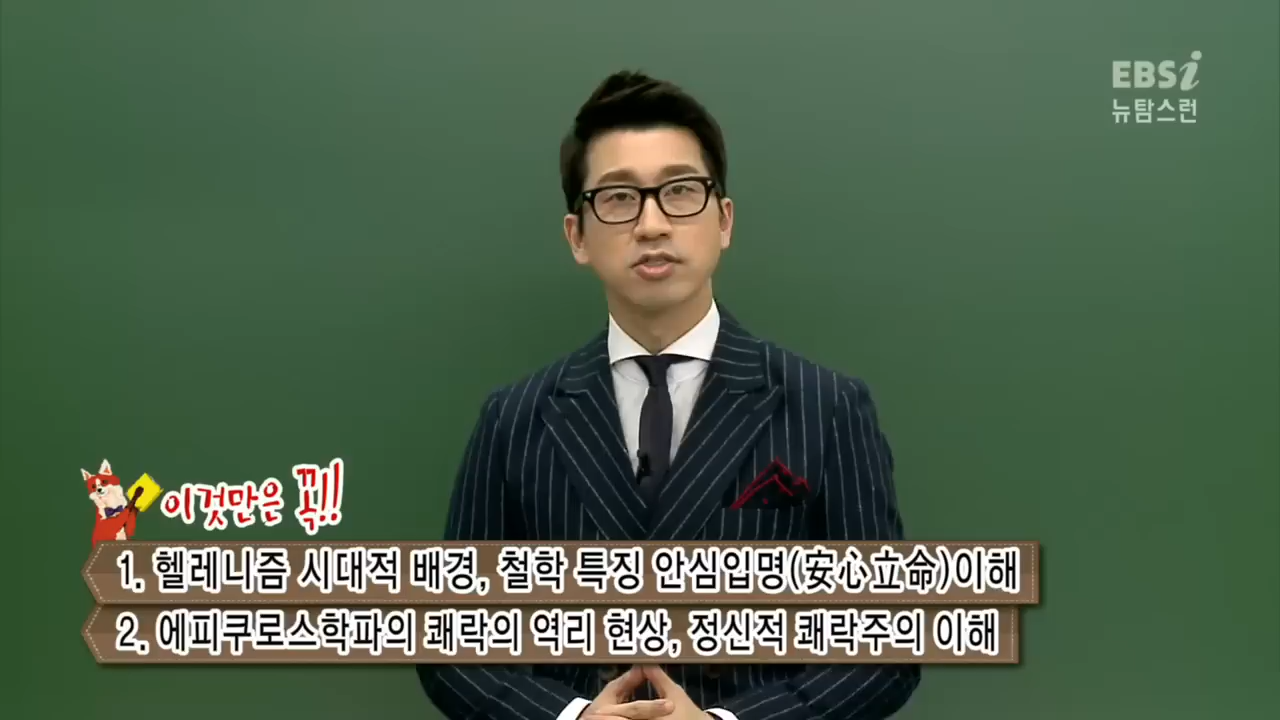 EBSi
뉴탐스런
이것만은 꼭!!
1. 헬레니즘 시대적 배경, 철학 특징 안심입명(安心立命)이해
2. 에피쿠로스학파의 쾌락의 역리 현상, 정신적 쾌락주의 이해